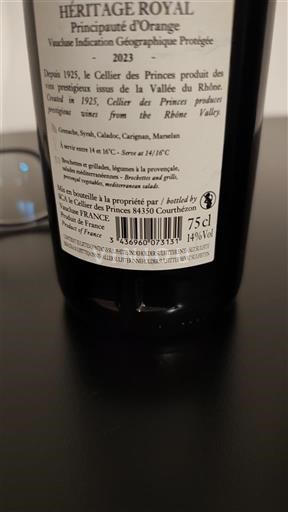 HÉRITAGE ROYAL
Principauté d'Orange
Vaucluse Indication Géographique Protégée
- 2023 -
Depuis 1925, le Cellier des Princes produit des
vins prestigieux issus de la Vallée du Rhône.
Created in 1925, Cellier des Princes produces
prestigious wines from the Rhône Valley.
Grenache, Syrah, Caladoc, Carignan, Marselan
À servir entre 14 et 16°C - Serve at 14/16°C
Brochettes et grillades, légumes à la provençale,
salades méditerranéennes - Brochettes and grills,
provençal vegetables, mediterranean salads.
Mis en bouteille à la propriété par / bottled by
SCA le Cellier des Princes 84350 Courthézon
Vaucluse FRANCE
Produit de France
Product of France
3 436960 073131
75 cl
14% Vol